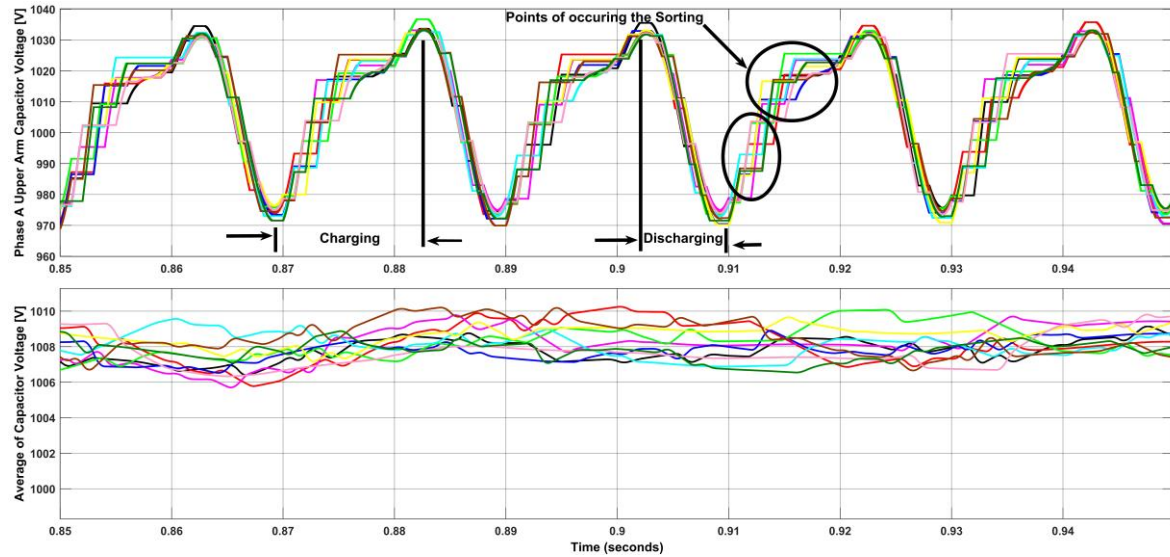 Phase A Upper Arm Capacitor Voltage [V]
1040
1030
1020
1010
1000
990
980
970
960
Points of occuring the Sorting
Charging
Discharging
0.85 0.86 0.87 0.88 0.89 0.9 0.91 0.92 0.93 0.94
Average of Capacitor Voltage [V]
1010
1008
1006
1004
1002
1000
0.85 0.86 0.87 0.88 0.89 0.9 0.91 0.92 0.93 0.94
Time (seconds)